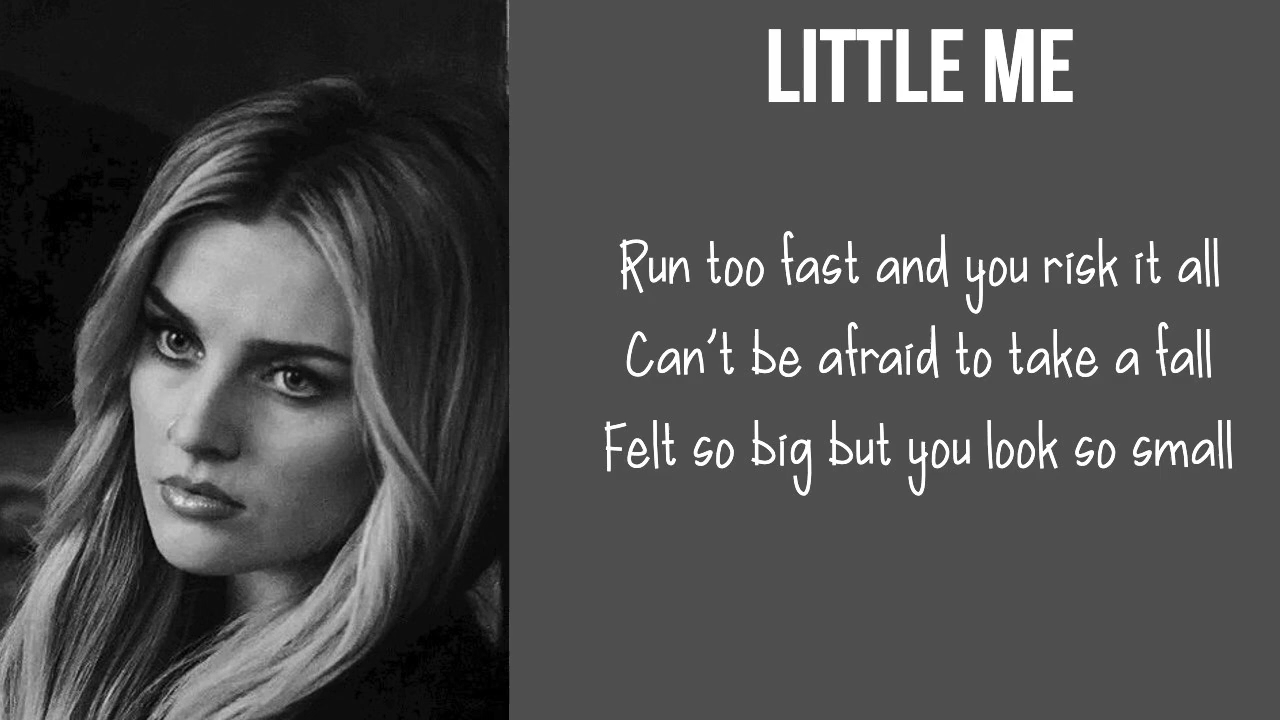 LITTLE ME
Run too fast and you risk it all
Can't be afraid to take a fall
Felt so big but you look so small